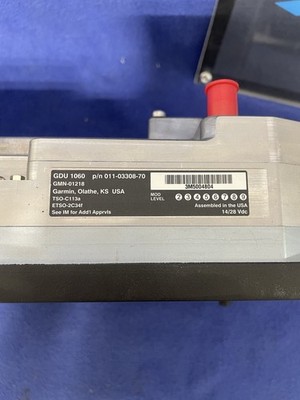 GDU 1060 p/n 011-03308-70
GMN-01218
Garmin, Olathe, KS USA
TSO-C113a
ETSO-2C34f
See IM for Add'l Apprvls
3M5004804
MOD LEVEL 2 3 4 5 6 7 8 9
Assembled in the USA
14/28 Vdc